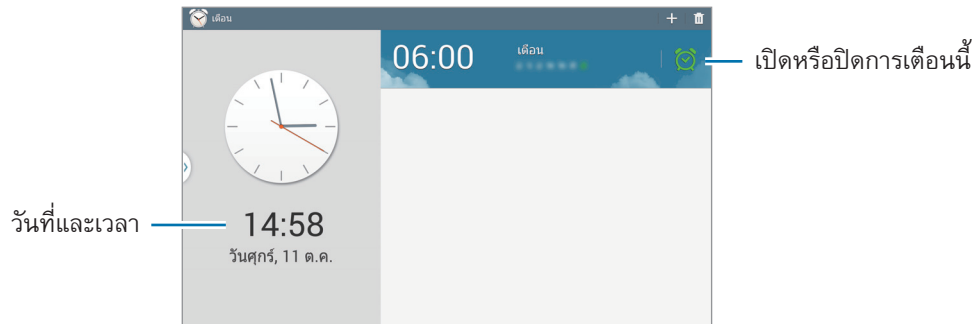 เตือน
06:00
เตือน
เปิดหรือปิดการเตือนนี้
วันที่และเวลา
14:58
วันศุกร์, 11 ต.ค.